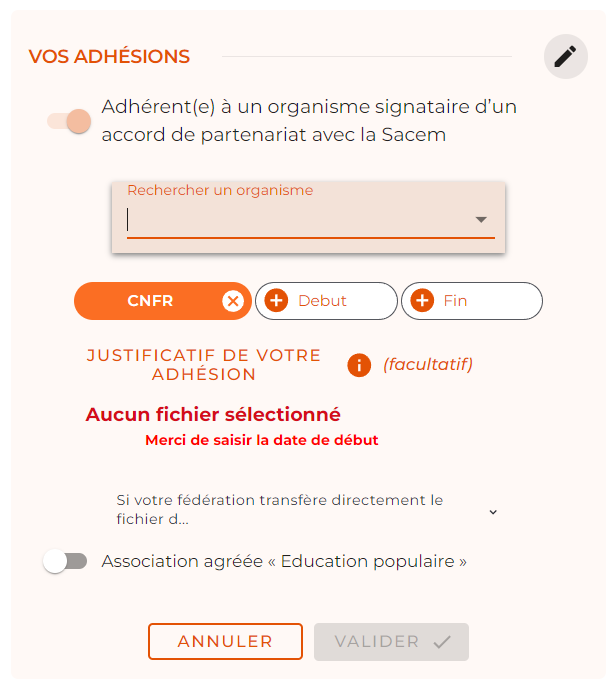 VOS ADHÉSIONS
Adhérent(e) à un organisme signataire d’un
accord de partenariat avec la Sacem
Rechercher un organisme
CNFR
Debut
Fin
JUSTIFICATIF DE VOTRE
ADHÉSION
(facultatif)
Aucun fichier sélectionné
Merci de saisir la date de début
Si votre fédération transfère directement le
fichier d...
Association agréée « Education populaire »
ANNULER
VALIDER